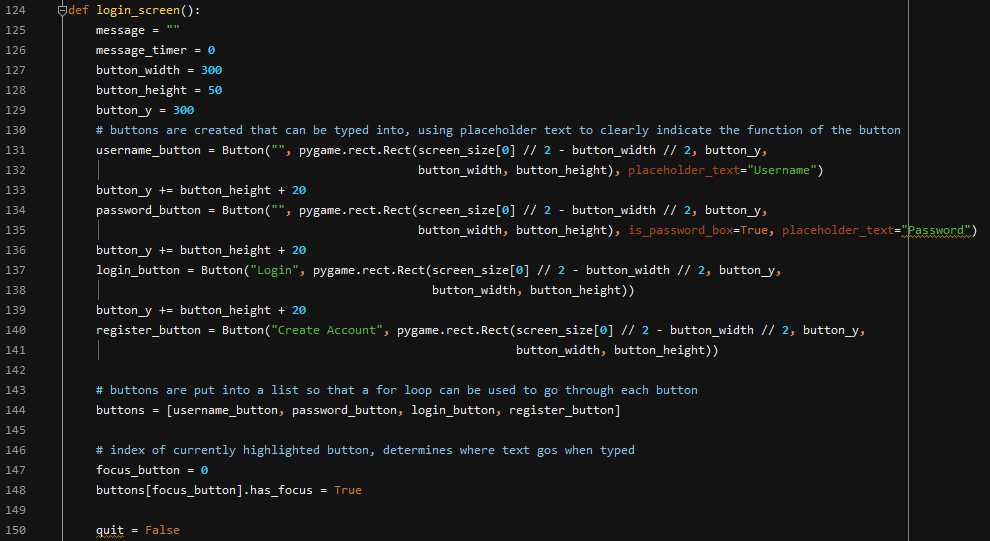 124 def login_screen():
125     message = ""
126     message_timer = 0
127     button_width = 300
128     button_height = 50
129     button_y = 300
130     # buttons are created that can be typed into, using placeholder text to clearly indicate the function of the button
131     username_button = Button("", pygame.rect.Rect(screen_size[0] // 2 - button_width // 2, button_y,
132                                                   button_width, button_height), placeholder_text="Username")
133     button_y += button_height + 20
134     password_button = Button("", pygame.rect.Rect(screen_size[0] // 2 - button_width // 2, button_y,
135                                                   button_width, button_height), is_password_box=True, placeholder_text="Password")
136     button_y += button_height + 20
137     login_button = Button("Login", pygame.rect.Rect(screen_size[0] // 2 - button_width // 2, button_y,
138                                                     button_width, button_height))
139     button_y += button_height + 20
140     register_button = Button("Create Account", pygame.rect.Rect(screen_size[0] // 2 - button_width // 2, button_y,
141                                                                 button_width, button_height))
142
143     # buttons are put into a list so that a for loop can be used to go through each button
144     buttons = [username_button, password_button, login_button, register_button]
145
146     # index of currently highlighted button, determines where text gos when typed
147     focus_button = 0
148     buttons[focus_button].has_focus = True
149
150     quit = False